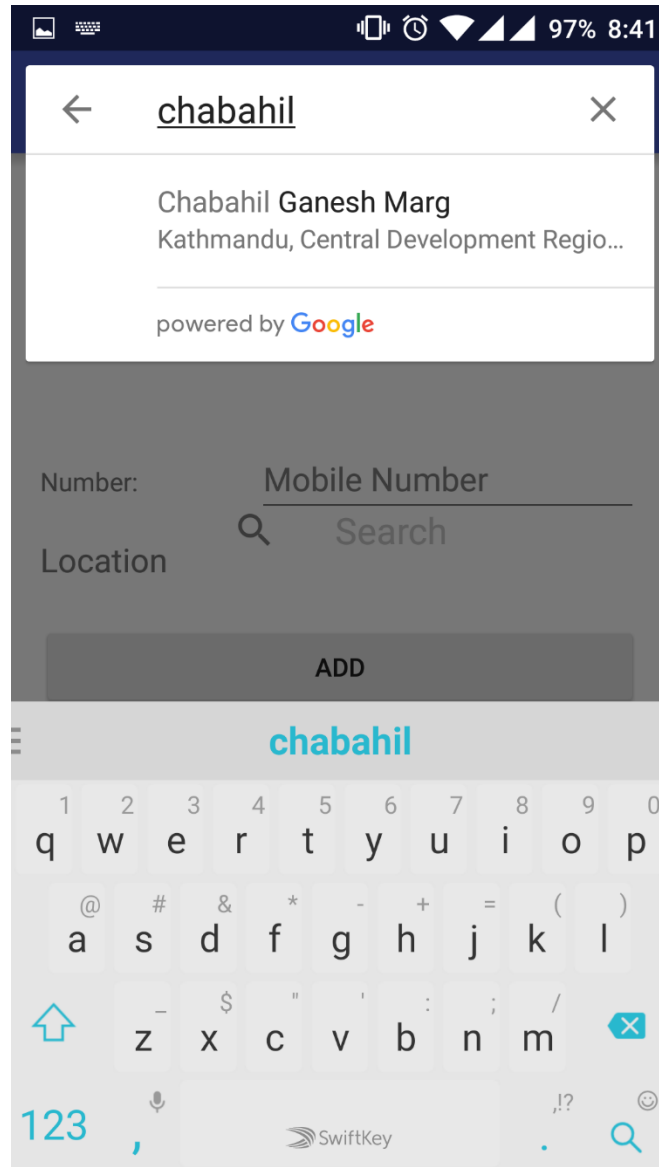 97% 8:41
chabahil
Chabahil Ganesh Marg
Kathmandu, Central Development Regio...
powered by Google
Number: Mobile Number
Search
Location
ADD
chabahil
1 2 3 4 5 6 7 8 9 0
q w e r t y u i o p
@ # & * - + = ( )
a s d f g h j k l
_ $ " ' : ; /
z x c v b n m
123 , SwiftKey ,!? .